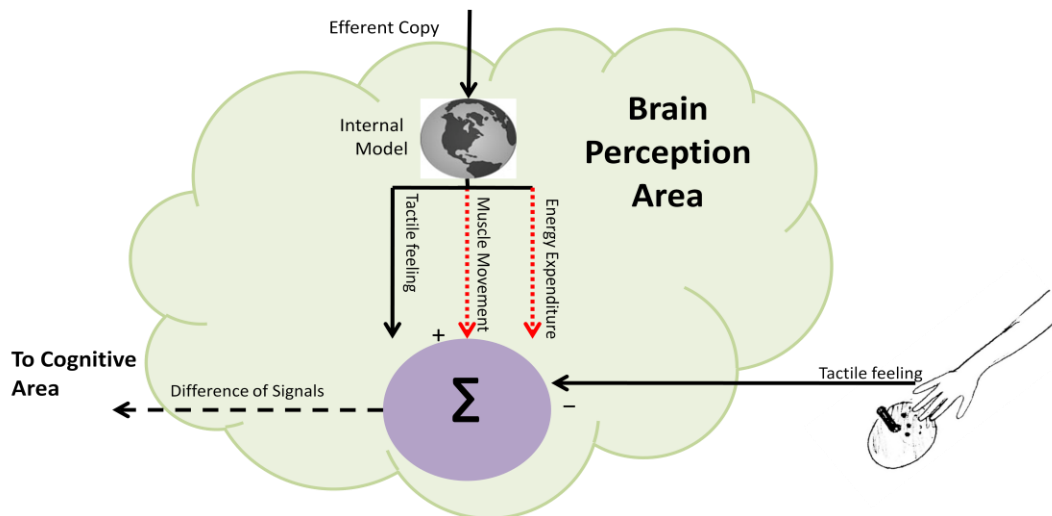 Efferent Copy
Internal
Model
Brain
Perception
Area
Tactile feeling
Muscle Movement
Energy Expenditure
+
Σ
To Cognitive
Area
Difference of Signals
Tactile feeling
–